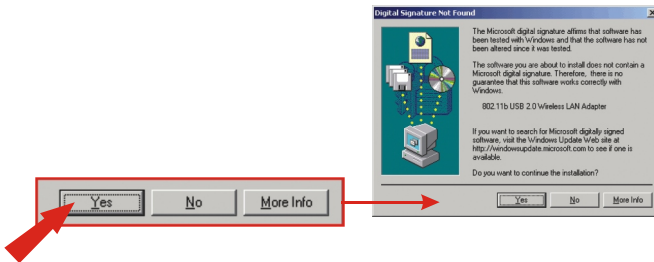 Digital Signature Not Found
The Microsoft digital signature affirms that software has
been tested with Windows and that the software has not
been altered since it was tested.
The software you are about to install does not contain a
Microsoft digital signature. Therefore, there is no
guarantee that this software works correctly with
Windows.
802.11b USB 2.0 Wireless LAN Adapter
If you want to search for Microsoft digitally signed
software, visit the Windows Update Web site at
http://windowsupdate.microsoft.com to see if one is
available.
Do you want to continue the installation?
Yes No More Info
Yes No More Info